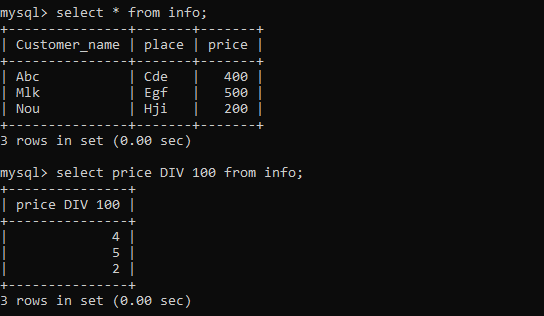 mysql> select * from info;
+---------------+-------+-------+
| Customer_name | place | price |
+---------------+-------+-------+
| Abc           | Cde   |   400 |
| Mlk           | Egf   |   500 |
| Nou           | Hji   |   200 |
+---------------+-------+-------+
3 rows in set (0.00 sec)

mysql> select price DIV 100 from info;
+---------------+
| price DIV 100 |
+---------------+
|             4 |
|             5 |
|             2 |
+---------------+
3 rows in set (0.00 sec)